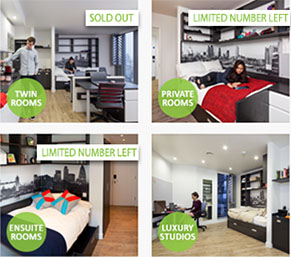 SOLD OUT
TWIN
ROOMS
LIMITED NUMBER LEFT
PRIVATE
ROOMS
LIMITED NUMBER LEFT
ENSUITE
ROOMS
LUXURY
STUDIOS